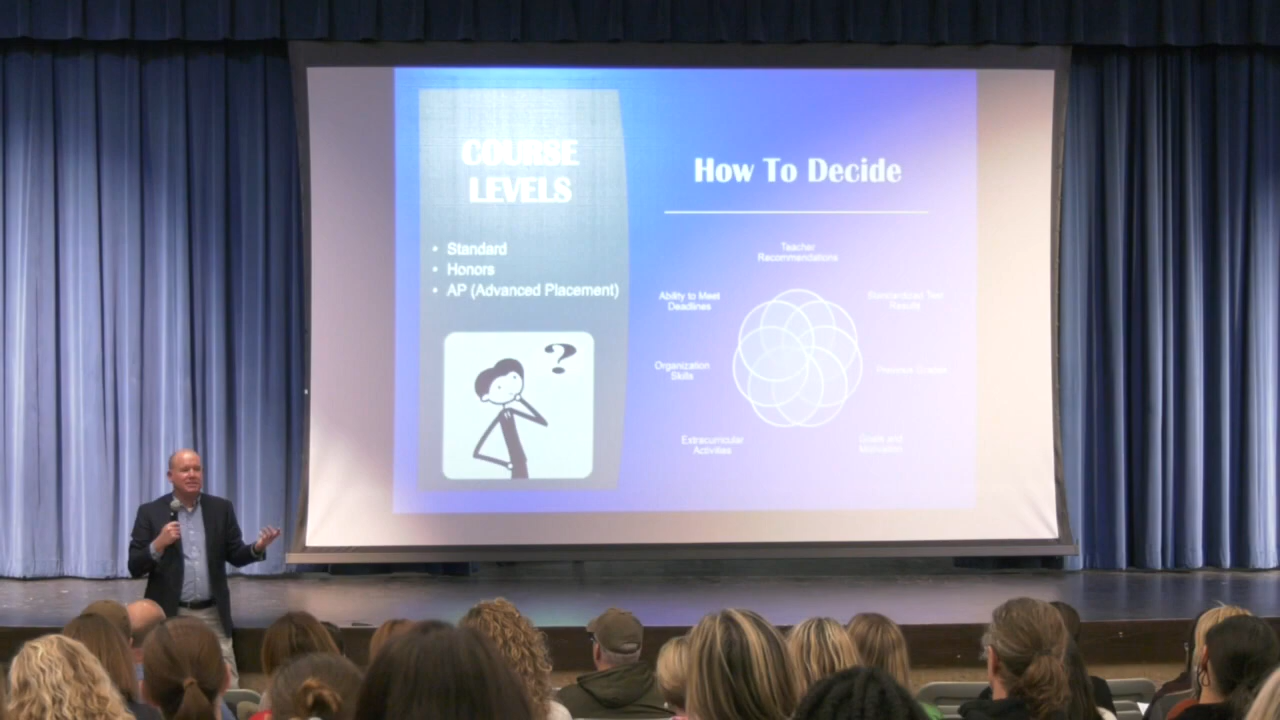 COURSE
LEVELS
• Standard
• Honors
• AP (Advanced Placement)
?
How To Decide
Teacher
Recommendations
Ability to Meet
Deadlines
Standardized Test
Results
Organization
Skills
Previous Grades
Extracurricular
Activities
Goals and
Motivation